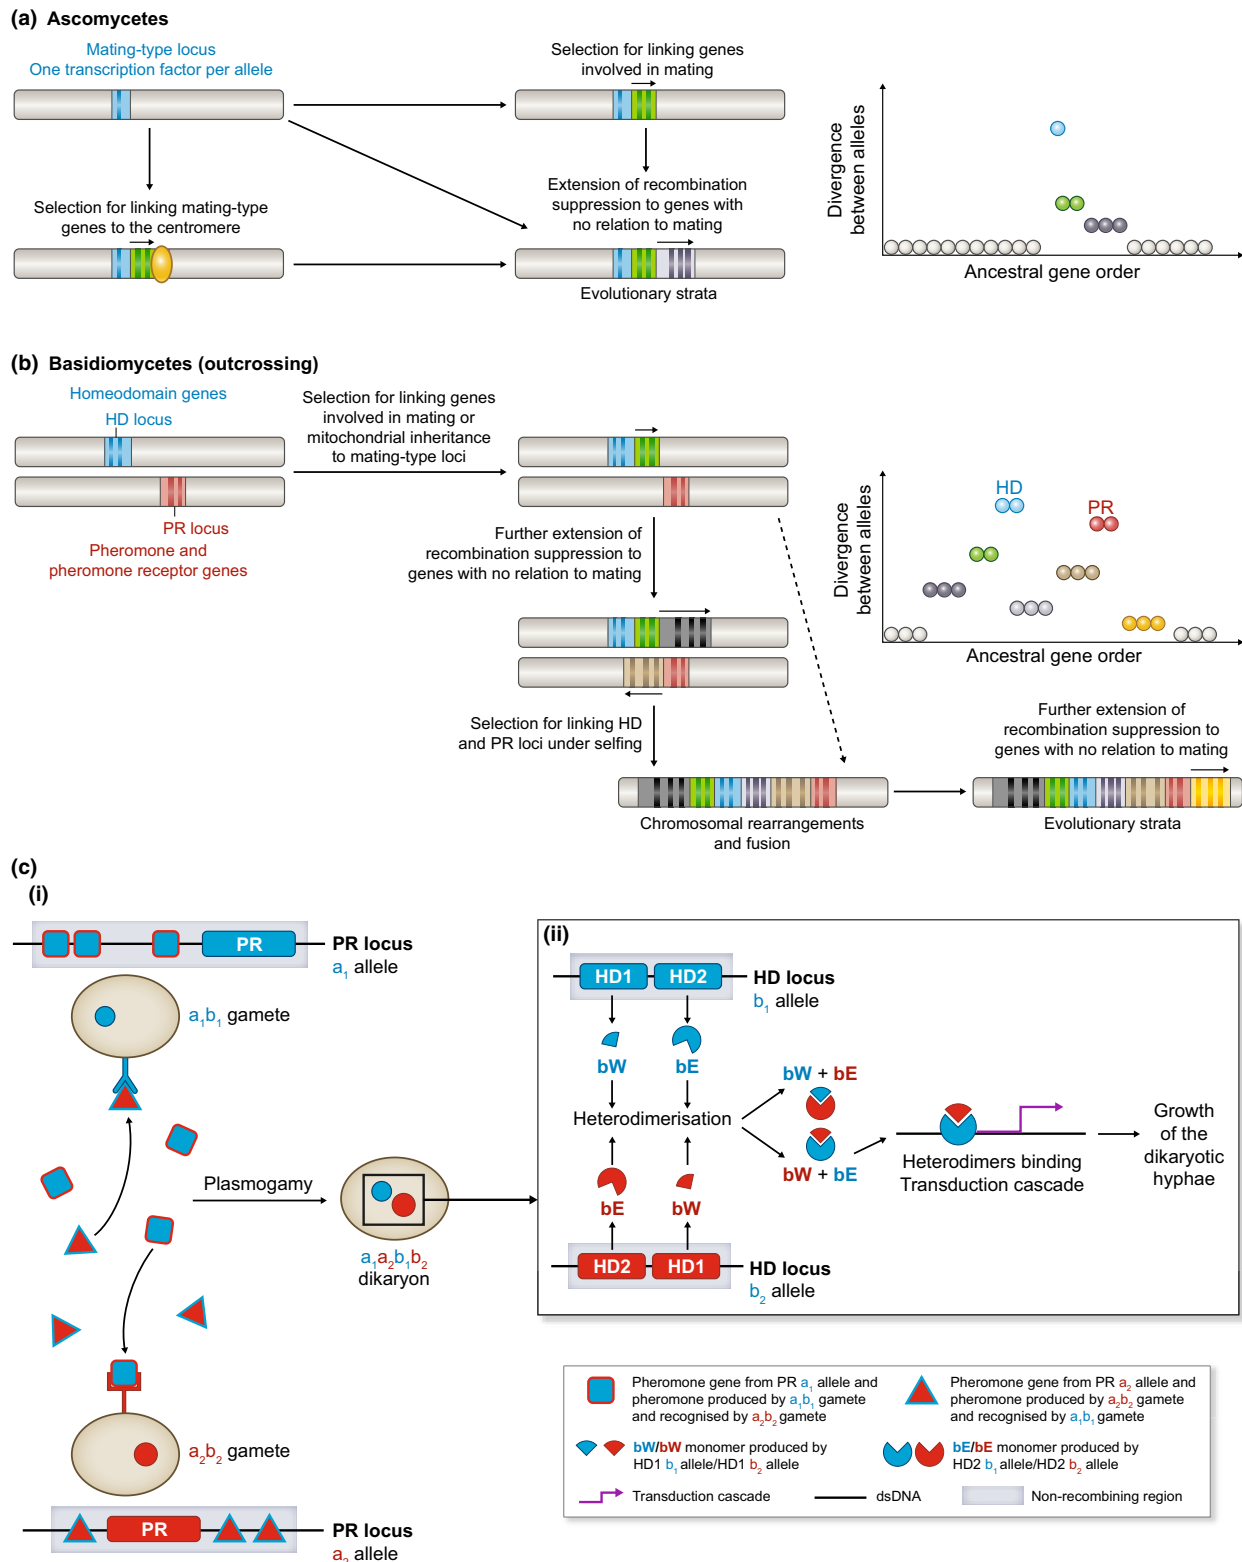 (a) Ascomycetes
Mating-type locus
One transcription factor per allele
Selection for linking genes
involved in mating
Selection for linking mating-type
genes to the centromere
Extension of recombination
suppression to genes with
no relation to mating
Evolutionary strata
Divergence
between alleles
Ancestral gene order
(b) Basidiomycetes (outcrossing)
Homeodomain genes
HD locus
PR locus
Pheromone and
pheromone receptor genes
Selection for linking genes
involved in mating or
mitochondrial inheritance
to mating-type loci
Further extension of
recombination suppression to
genes with no relation to mating
Selection for linking HD
and PR loci under selfing
Chromosomal rearrangements
and fusion
Divergence
between alleles
HD
PR
Ancestral gene order
Further extension of
recombination suppression to
genes with no relation to mating
Evolutionary strata
(c)
(i)
PR
PR locus
a1 allele
a1b1 gamete
Plasmogamy
a1a2b1b2
dikaryon
a2b2 gamete
PR
PR locus
a2 allele
(ii)
HD1 HD2
HD locus
b1 allele
bW bE
Heterodimerisation
bE bW
HD2 HD1
HD locus
b2 allele
bW + bE
bW + bE
Heterodimers binding
Transduction cascade
Growth
of the
dikaryotic
hyphae
Pheromone gene from PR a1 allele and
pheromone produced by a1b1 gamete
and recognised by a2b2 gamete
Pheromone gene from PR a2 allele and
pheromone produced by a2b2 gamete
and recognised by a1b1 gamete
bW/bW monomer produced by
HD1 b1 allele/HD1 b2 allele
bE/bE monomer produced by
HD2 b1 allele/HD2 b2 allele
Transduction cascade
dsDNA
Non-recombining region